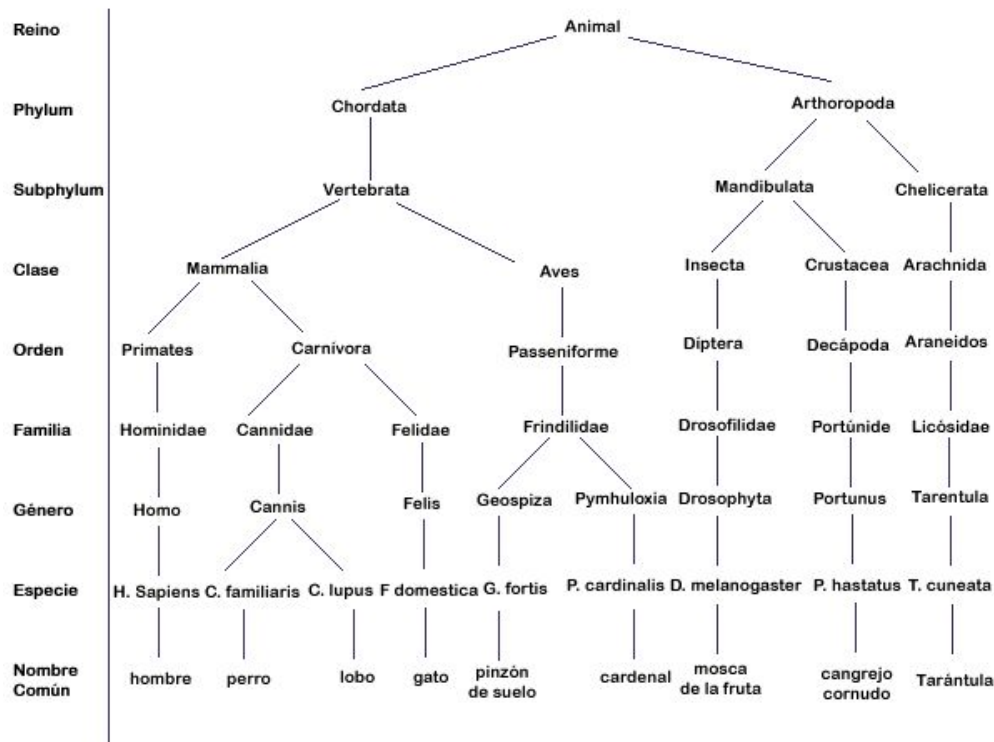 Reino Animal
Phylum Chordata Arthoropoda
Subphylum Vertebrata Mandibulata Chelicerata
Clase Mammalia Aves Insecta Crustacea Arachnida
Orden Primates Carnívora Passeniforme Díptera Decápoda Araneidos
Familia Hominidae Cannidae Felidae Frindilidae Drosofilidae Portúnide Licósidae
Género Homo Cannis Felis Geospiza Pymhuloxia Drosophyta Portunus Tarentula
Especie H. Sapiens C. familiaris C. lupus F domestica G. fortis P. cardinalis D. melanogaster P. hastatus T. cuneata
Nombre Común hombre perro lobo gato pinzón de suelo cardenal mosca de la fruta cangrejo cornudo Tarántula